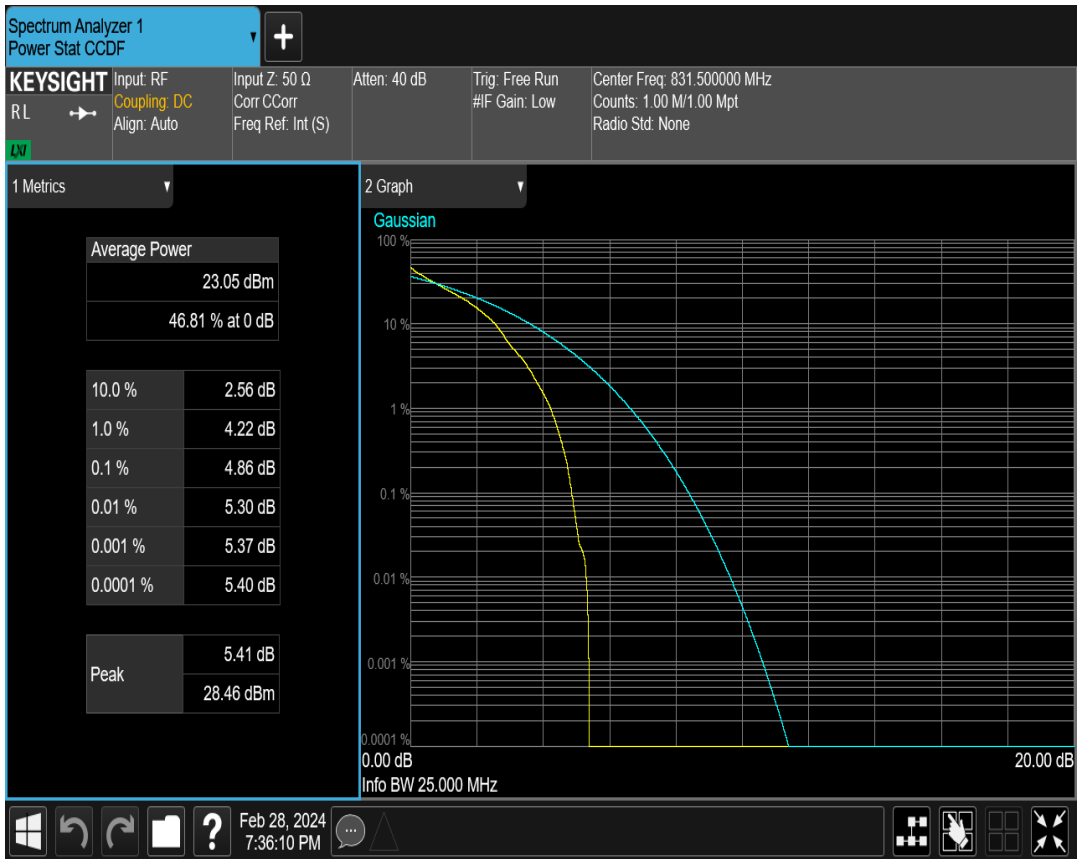 Spectrum Analyzer 1
Power Stat CCDF
+
KEYSIGHT
RL
LXI
Input: RF
Coupling: DC
Align: Auto
Input Z: 50 Ω
Corr CCorr
Freq Ref: Int (S)
Atten: 40 dB
Trig: Free Run
#IF Gain: Low
Center Freq: 831.500000 MHz
Counts: 1.00 M/1.00 Mpt
Radio Std: None
1 Metrics
Average Power
23.05 dBm
46.81 % at 0 dB
10.0 % 2.56 dB
1.0 % 4.22 dB
0.1 % 4.86 dB
0.01 % 5.30 dB
0.001 % 5.37 dB
0.0001 % 5.40 dB
Peak
5.41 dB
28.46 dBm
2 Graph
Gaussian
100 %
10 %
1 %
0.1 %
0.01 %
0.001 %
0.0001 %
0.00 dB 20.00 dB
Info BW 25.000 MHz
?
Feb 28, 2024
7:36:10 PM